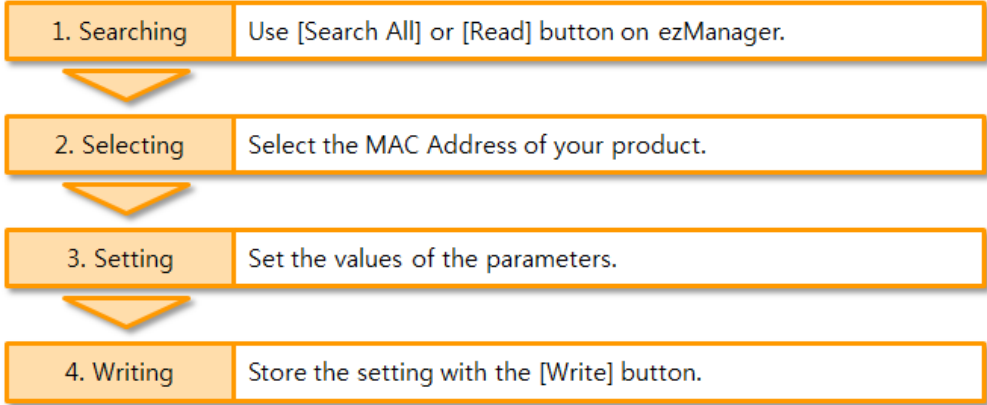 1. Searching Use [Search All] or [Read] button on ezManager.
2. Selecting Select the MAC Address of your product.
3. Setting Set the values of the parameters.
4. Writing Store the setting with the [Write] button.